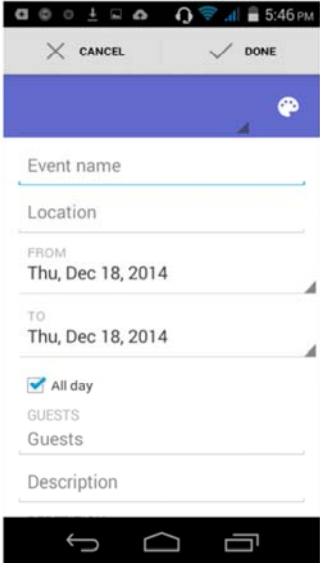 5:46 PM
CANCEL DONE
Event name
Location
FROM
Thu, Dec 18, 2014
TO
Thu, Dec 18, 2014
All day
GUESTS
Guests
Description